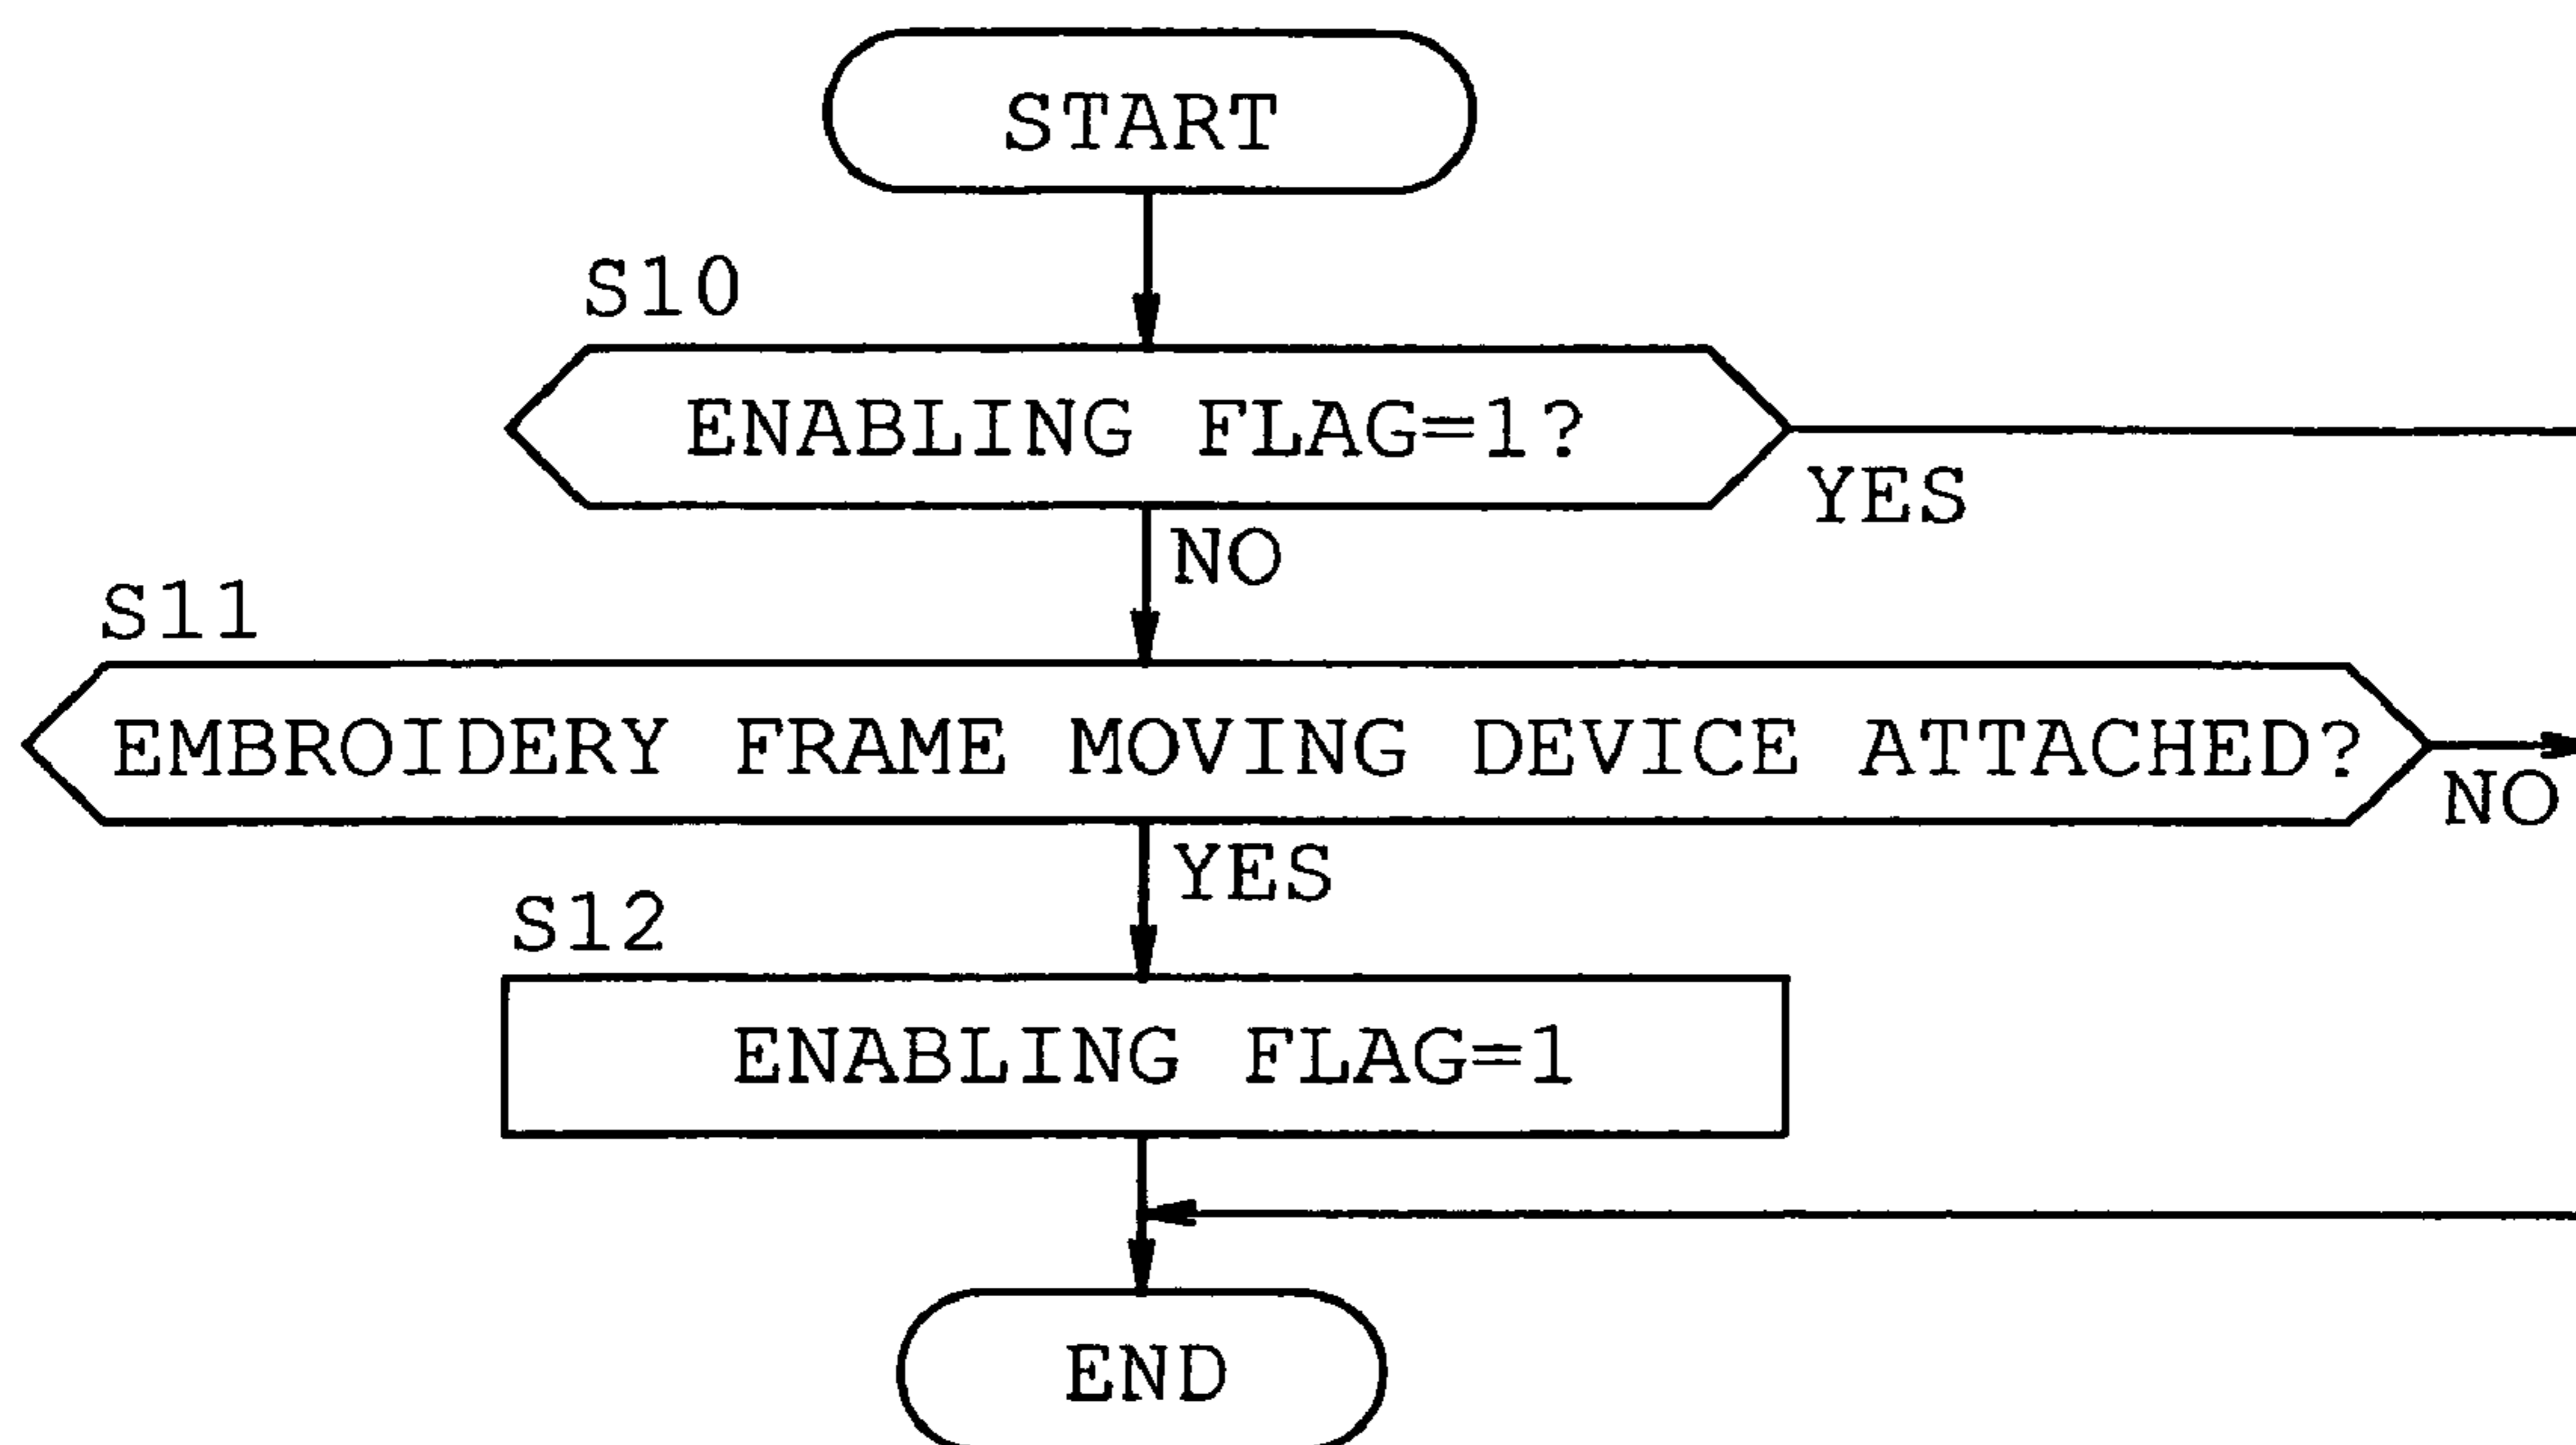 START
S10
ENABLING FLAG=1?
YES
NO
S11
EMBROIDERY FRAME MOVING DEVICE ATTACHED?
NO
YES
S12
ENABLING FLAG=1
END